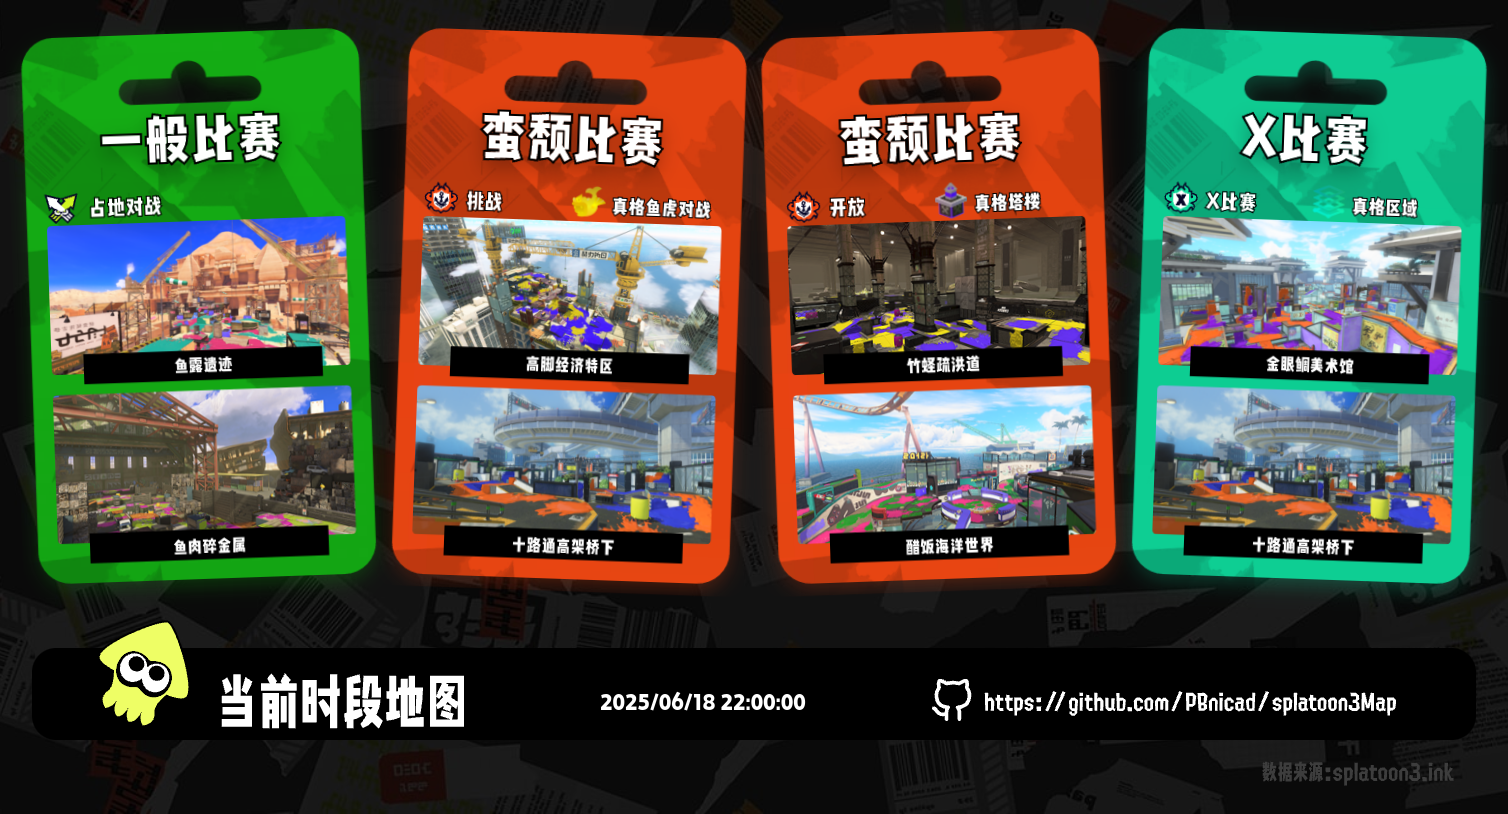 一般比赛
占地对战
鱼露遗迹
鱼肉碎金属
蛮颓比赛
挑战
真格鱼虎对战
高脚经济特区
十路通高架桥下
蛮颓比赛
开放
真格塔楼
竹蛏疏洪道
醋饭海洋世界
X比赛
X比赛
真格区域
金眼鲷美术馆
十路通高架桥下
当前时段地图
2025/06/18 22:00:00
https://github.com/PBnicad/splatoon3Map
数据来源:splatoon3.ink